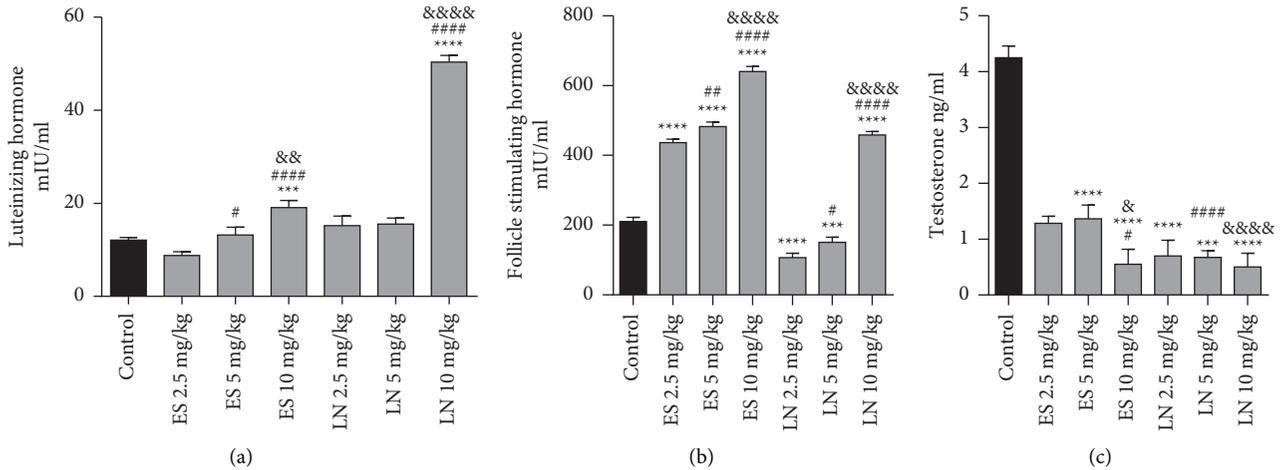 Luteinizing hormone
mIU/ml
60
40
20
0
#
&&
####
***
&&&&
####
****
Control
ES 2.5 mg/kg
ES 5 mg/kg
ES 10 mg/kg
LN 2.5 mg/kg
LN 5 mg/kg
LN 10 mg/kg
(a)
Follicle stimulating hormone
mIU/ml
800
600
400
200
0
****
##
****
&&&&
####
****
****
#
***
&&&&
####
****
Control
ES 2.5 mg/kg
ES 5 mg/kg
ES 10 mg/kg
LN 2.5 mg/kg
LN 5 mg/kg
LN 10 mg/kg
(b)
Testosterone ng/ml
5
4
3
2
1
0
****
&
****
#
****
####
***
&&&&
****
Control
ES 2.5 mg/kg
ES 5 mg/kg
ES 10 mg/kg
LN 2.5 mg/kg
LN 5 mg/kg
LN 10 mg/kg
(c)